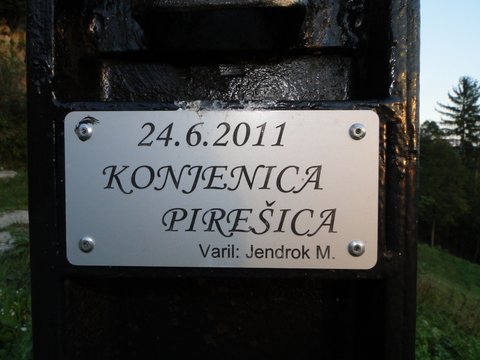 24.6.2011
KONJENICA
PIREŠICA
Varil: Jendrok M.